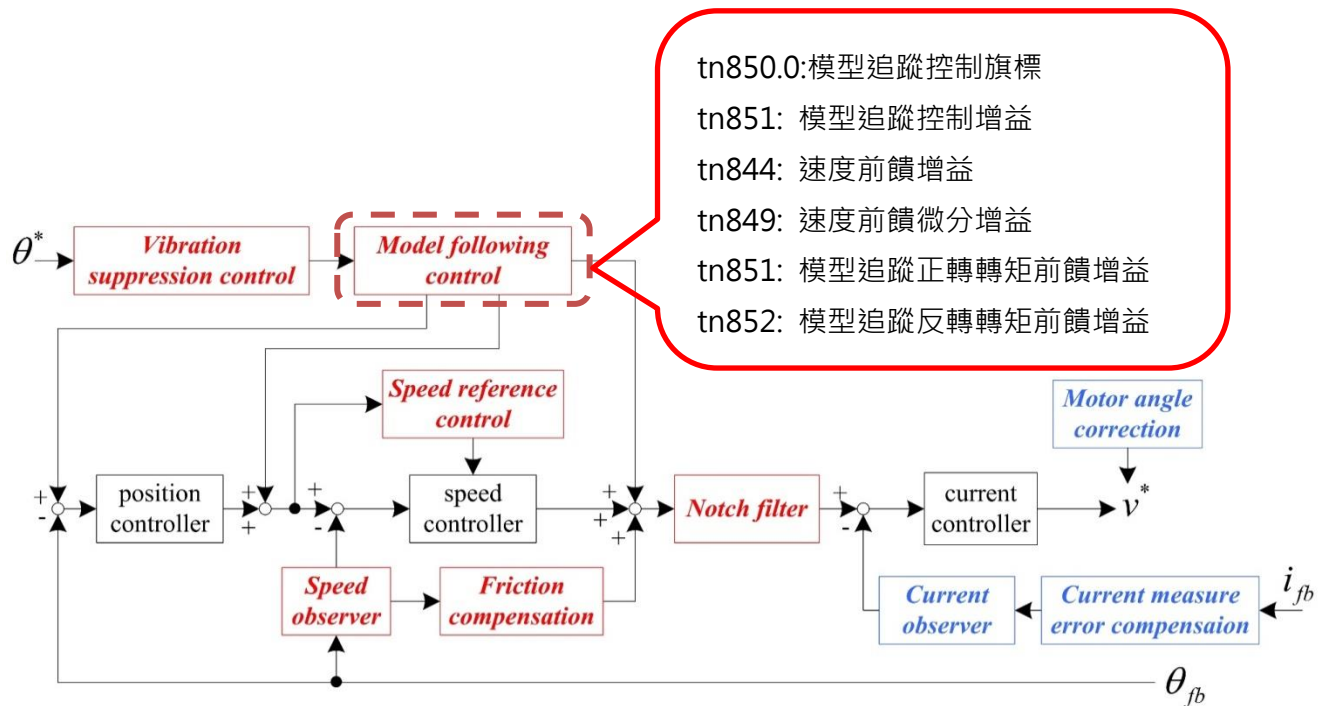 tn850.0:模型追蹤控制旗標
tn851: 模型追蹤控制增益
tn844: 速度前饋增益
tn849: 速度前饋微分增益
tn851: 模型追蹤正轉轉矩前饋增益
tn852: 模型追蹤反轉轉矩前饋增益
θ*
Vibration
suppression control
Model following
control
Speed reference
control
Motor angle
correction
+
-
position
controller
+
+
+
-
speed
controller
+
+
+
Notch filter
+
-
current
controller
v*
Speed
observer
Friction
compensation
Current
observer
Current measure
error compensaion
i_fb
θ_fb